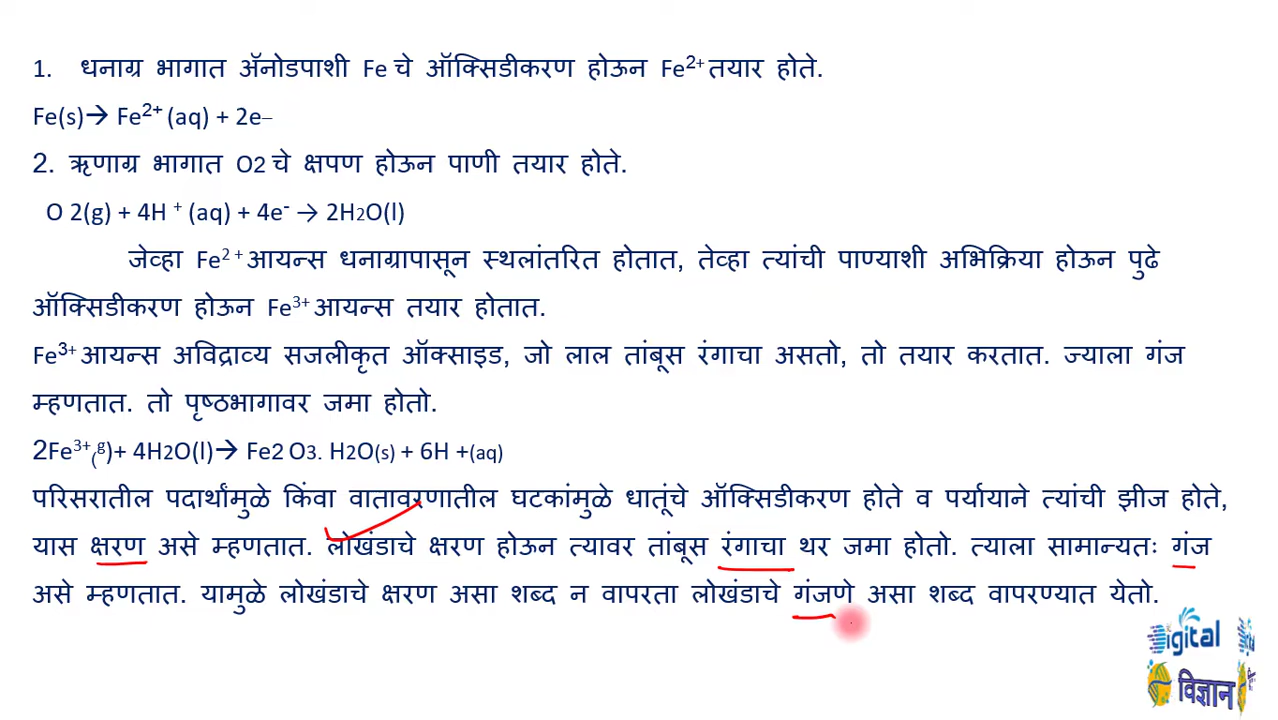 1. धनाग्र भागात ॲनोडपाशी Fe चे ऑक्सिडीकरण होऊन Fe²⁺ तयार होते.
Fe(s)→ Fe²⁺ (aq) + 2e–
2. ऋणाग्र भागात O2 चे क्षपण होऊन पाणी तयार होते.
O 2(g) + 4H ⁺ (aq) + 4e⁻ → 2H₂O(l)
जेव्हा Fe²⁺ आयन्स धनाग्रापासून स्थलांतरित होतात, तेव्हा त्यांची पाण्याशी अभिक्रिया होऊन पुढे
ऑक्सिडीकरण होऊन Fe³⁺ आयन्स तयार होतात.
Fe³⁺ आयन्स अविद्राव्य सजलीकृत ऑक्साइड, जो लाल तांबूस रंगाचा असतो, तो तयार करतात. ज्याला गंज
म्हणतात. तो पृष्ठभागावर जमा होतो.
2Fe³⁺(g)+ 4H₂O(l)→ Fe2 O₃. H₂O(s) + 6H +(aq)
परिसरातील पदार्थांमुळे किंवा वातावरणातील घटकांमुळे धातूंचे ऑक्सिडीकरण होते व पर्यायाने त्यांची झीज होते,
यास क्षरण असे म्हणतात. लोखंडाचे क्षरण होऊन त्यावर तांबूस रंगाचा थर जमा होतो. त्याला सामान्यतः गंज
असे म्हणतात. यामुळे लोखंडाचे क्षरण असा शब्द न वापरता लोखंडाचे गंजणे असा शब्द वापरण्यात येतो.
Digital
विज्ञान